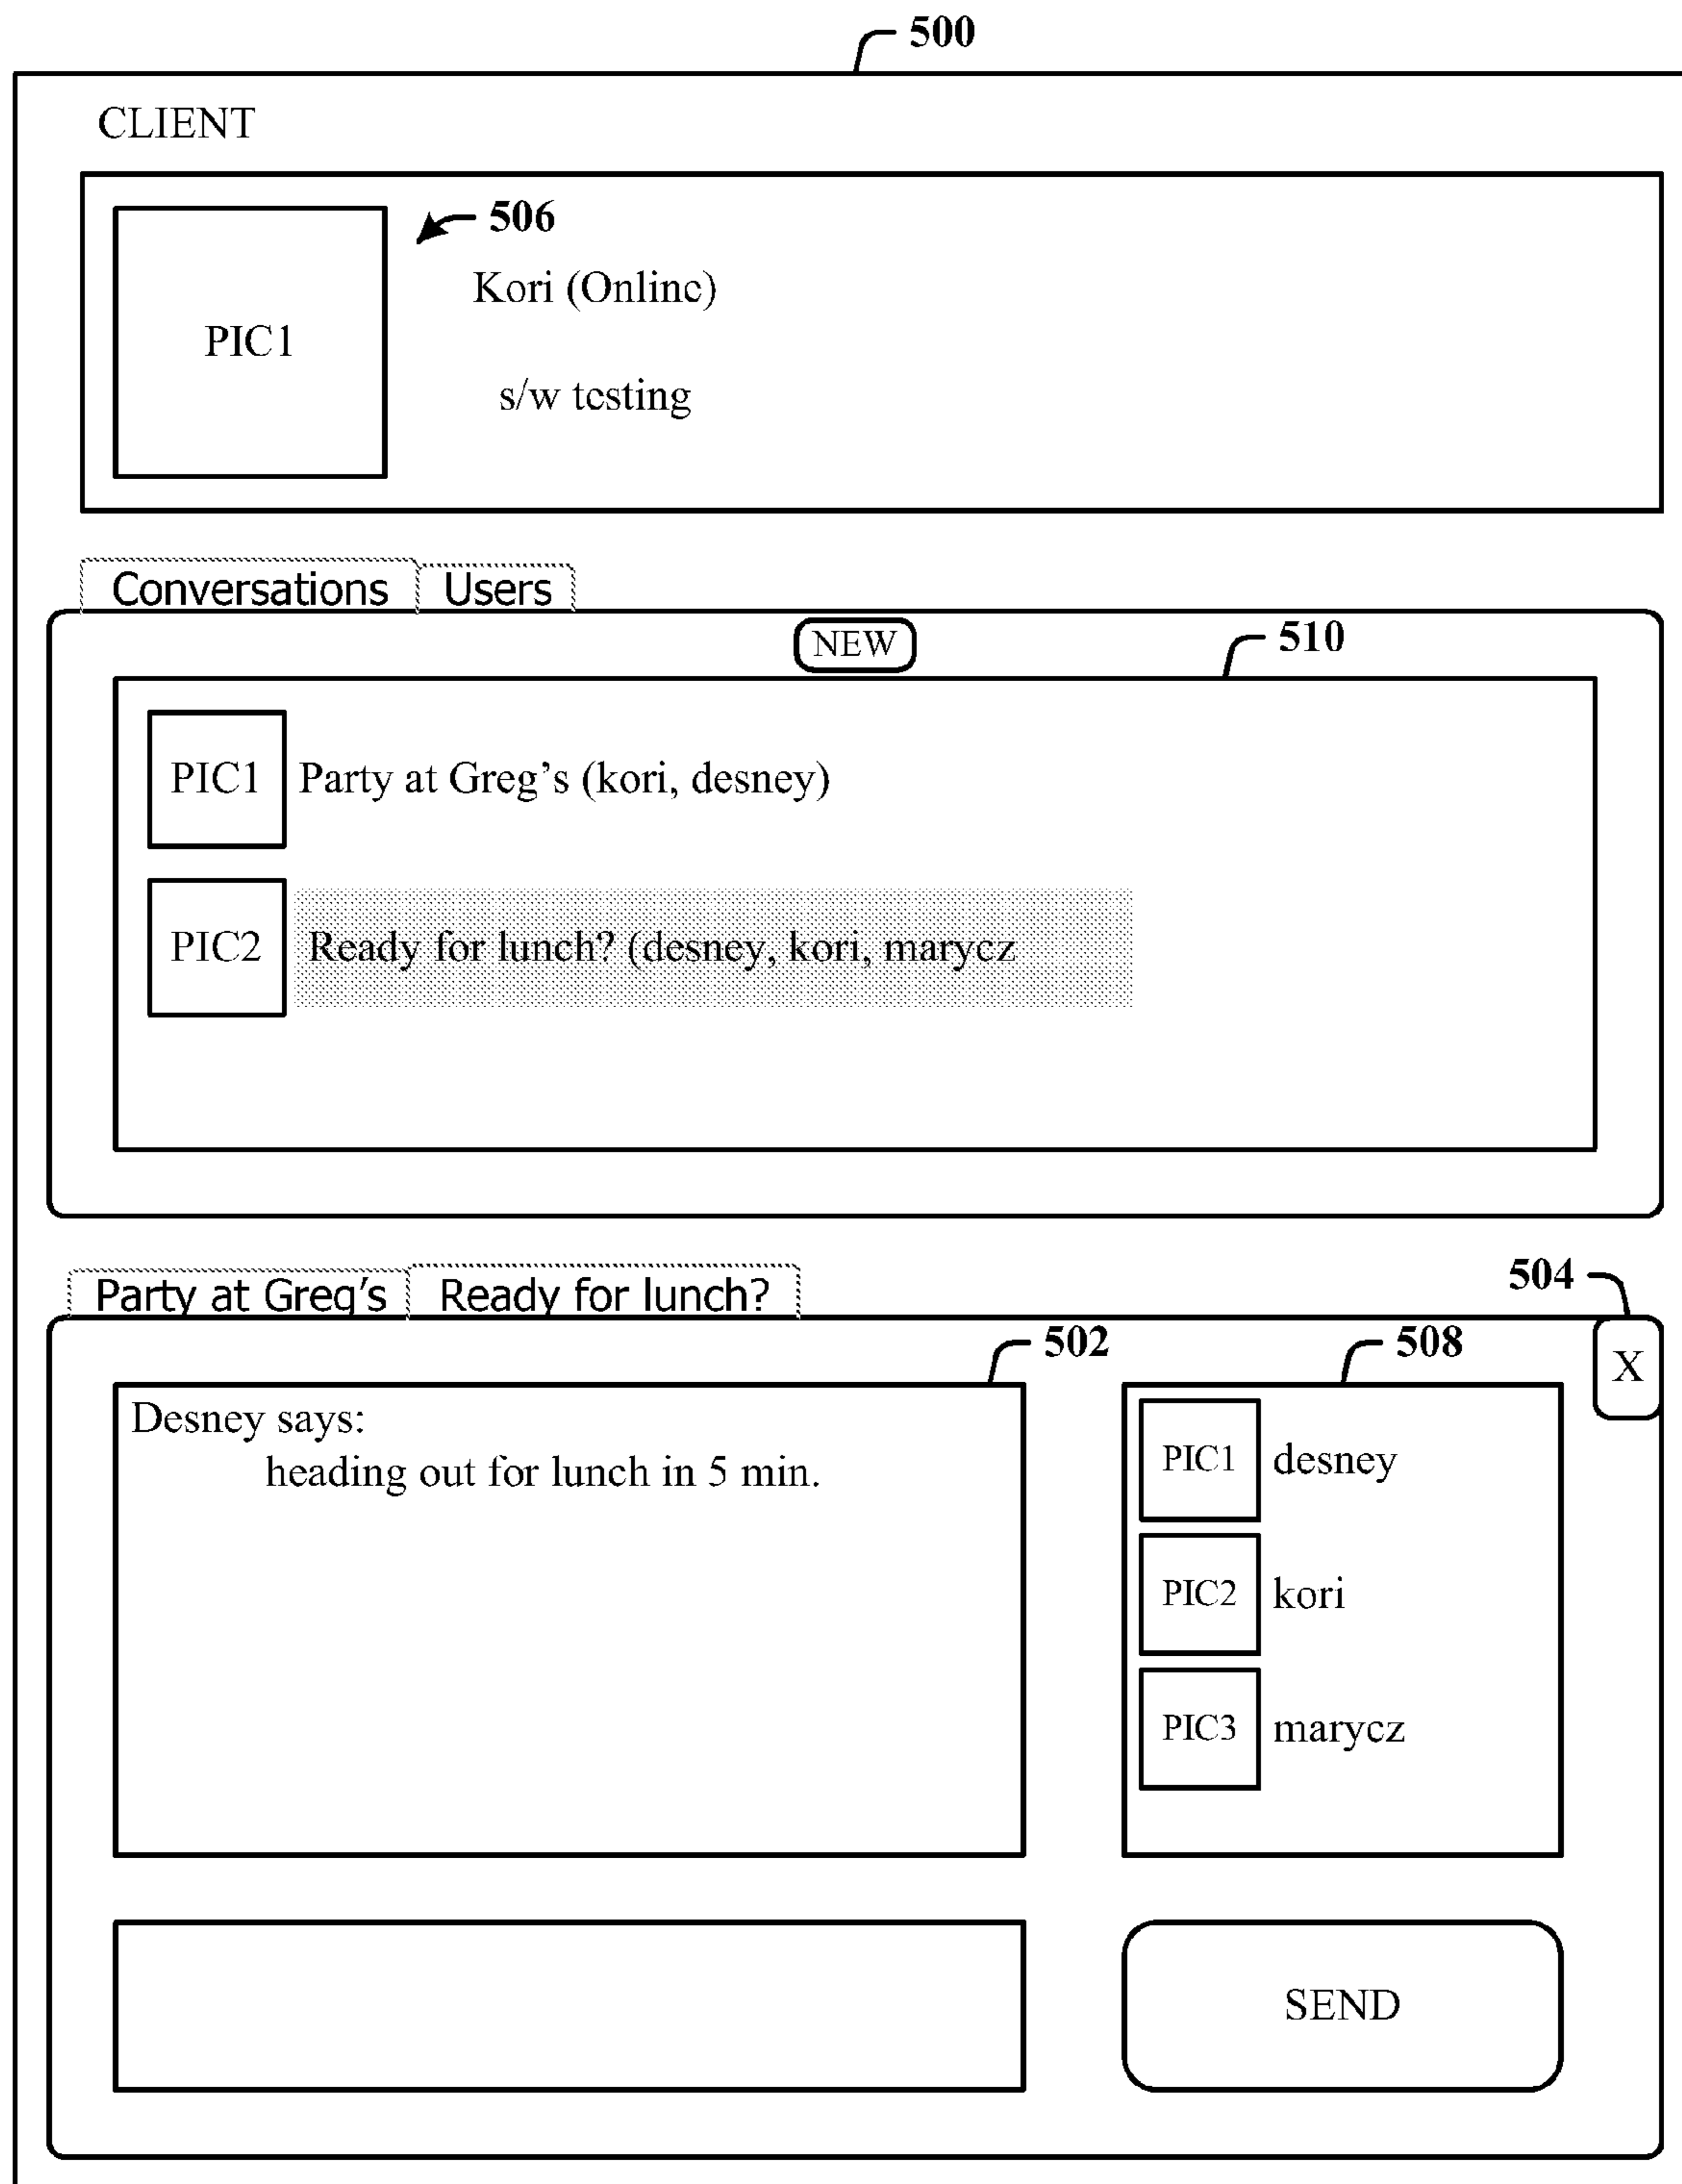 500
CLIENT
506
Kori (Online)
PIC1
s/w testing
Conversations Users
NEW
510
PIC1 Party at Greg's (kori, desney)
PIC2 Ready for lunch? (desney, kori, marycz
504
Party at Greg's Ready for lunch?
502
508
X
Desney says:
heading out for lunch in 5 min.
PIC1 desney
PIC2 kori
PIC3 marycz
SEND